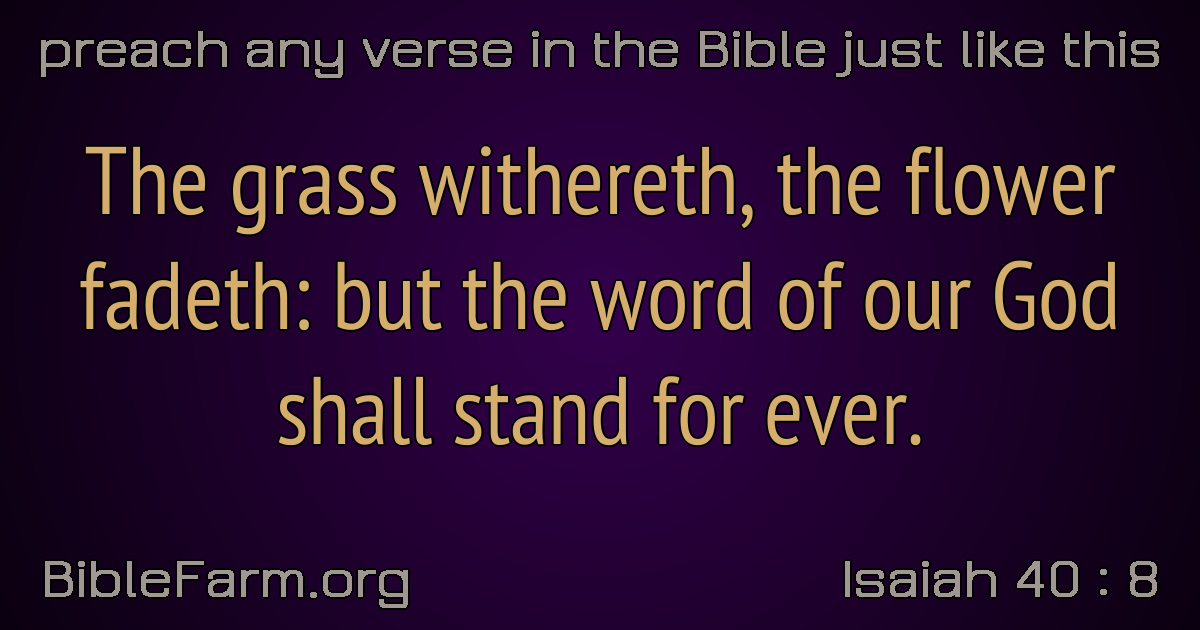 preach any verse in the Bible just like this
The grass withereth, the flower
fadeth: but the word of our God
shall stand for ever.
BibleFarm.org
Isaiah 40 : 8